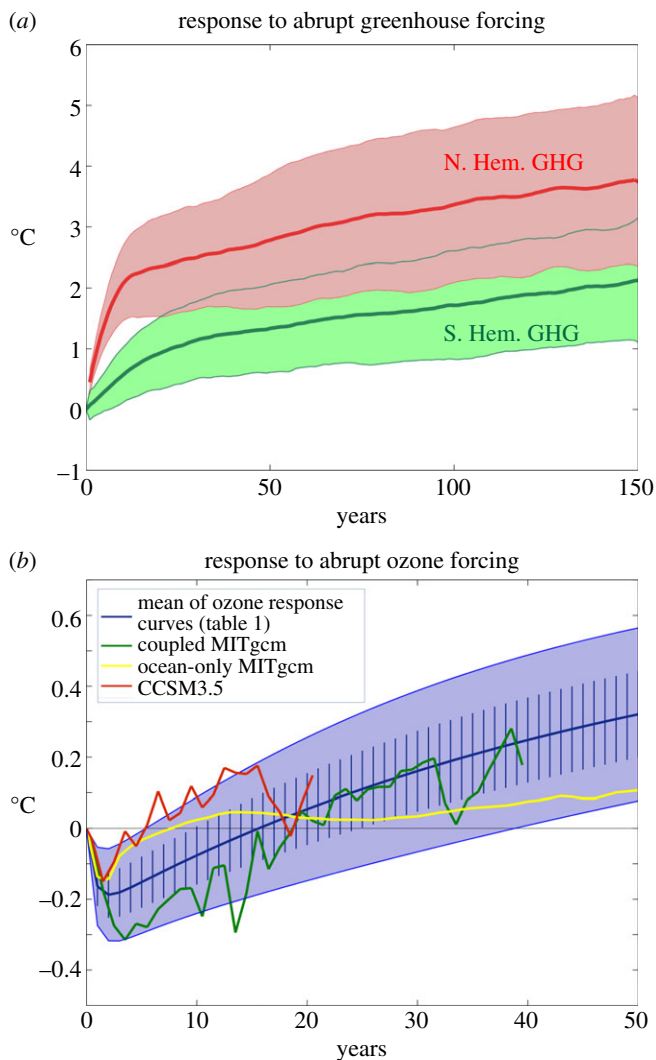 (a) response to abrupt greenhouse forcing
6
5
4
3
2
1
0
–1
°C
N. Hem. GHG
S. Hem. GHG
0 50 100 150
years
(b) response to abrupt ozone forcing
mean of ozone response
curves (table 1)
coupled MITgcm
ocean-only MITgcm
CCSM3.5
0.6
0.4
0.2
0
–0.2
–0.4
°C
0 10 20 30 40 50
years